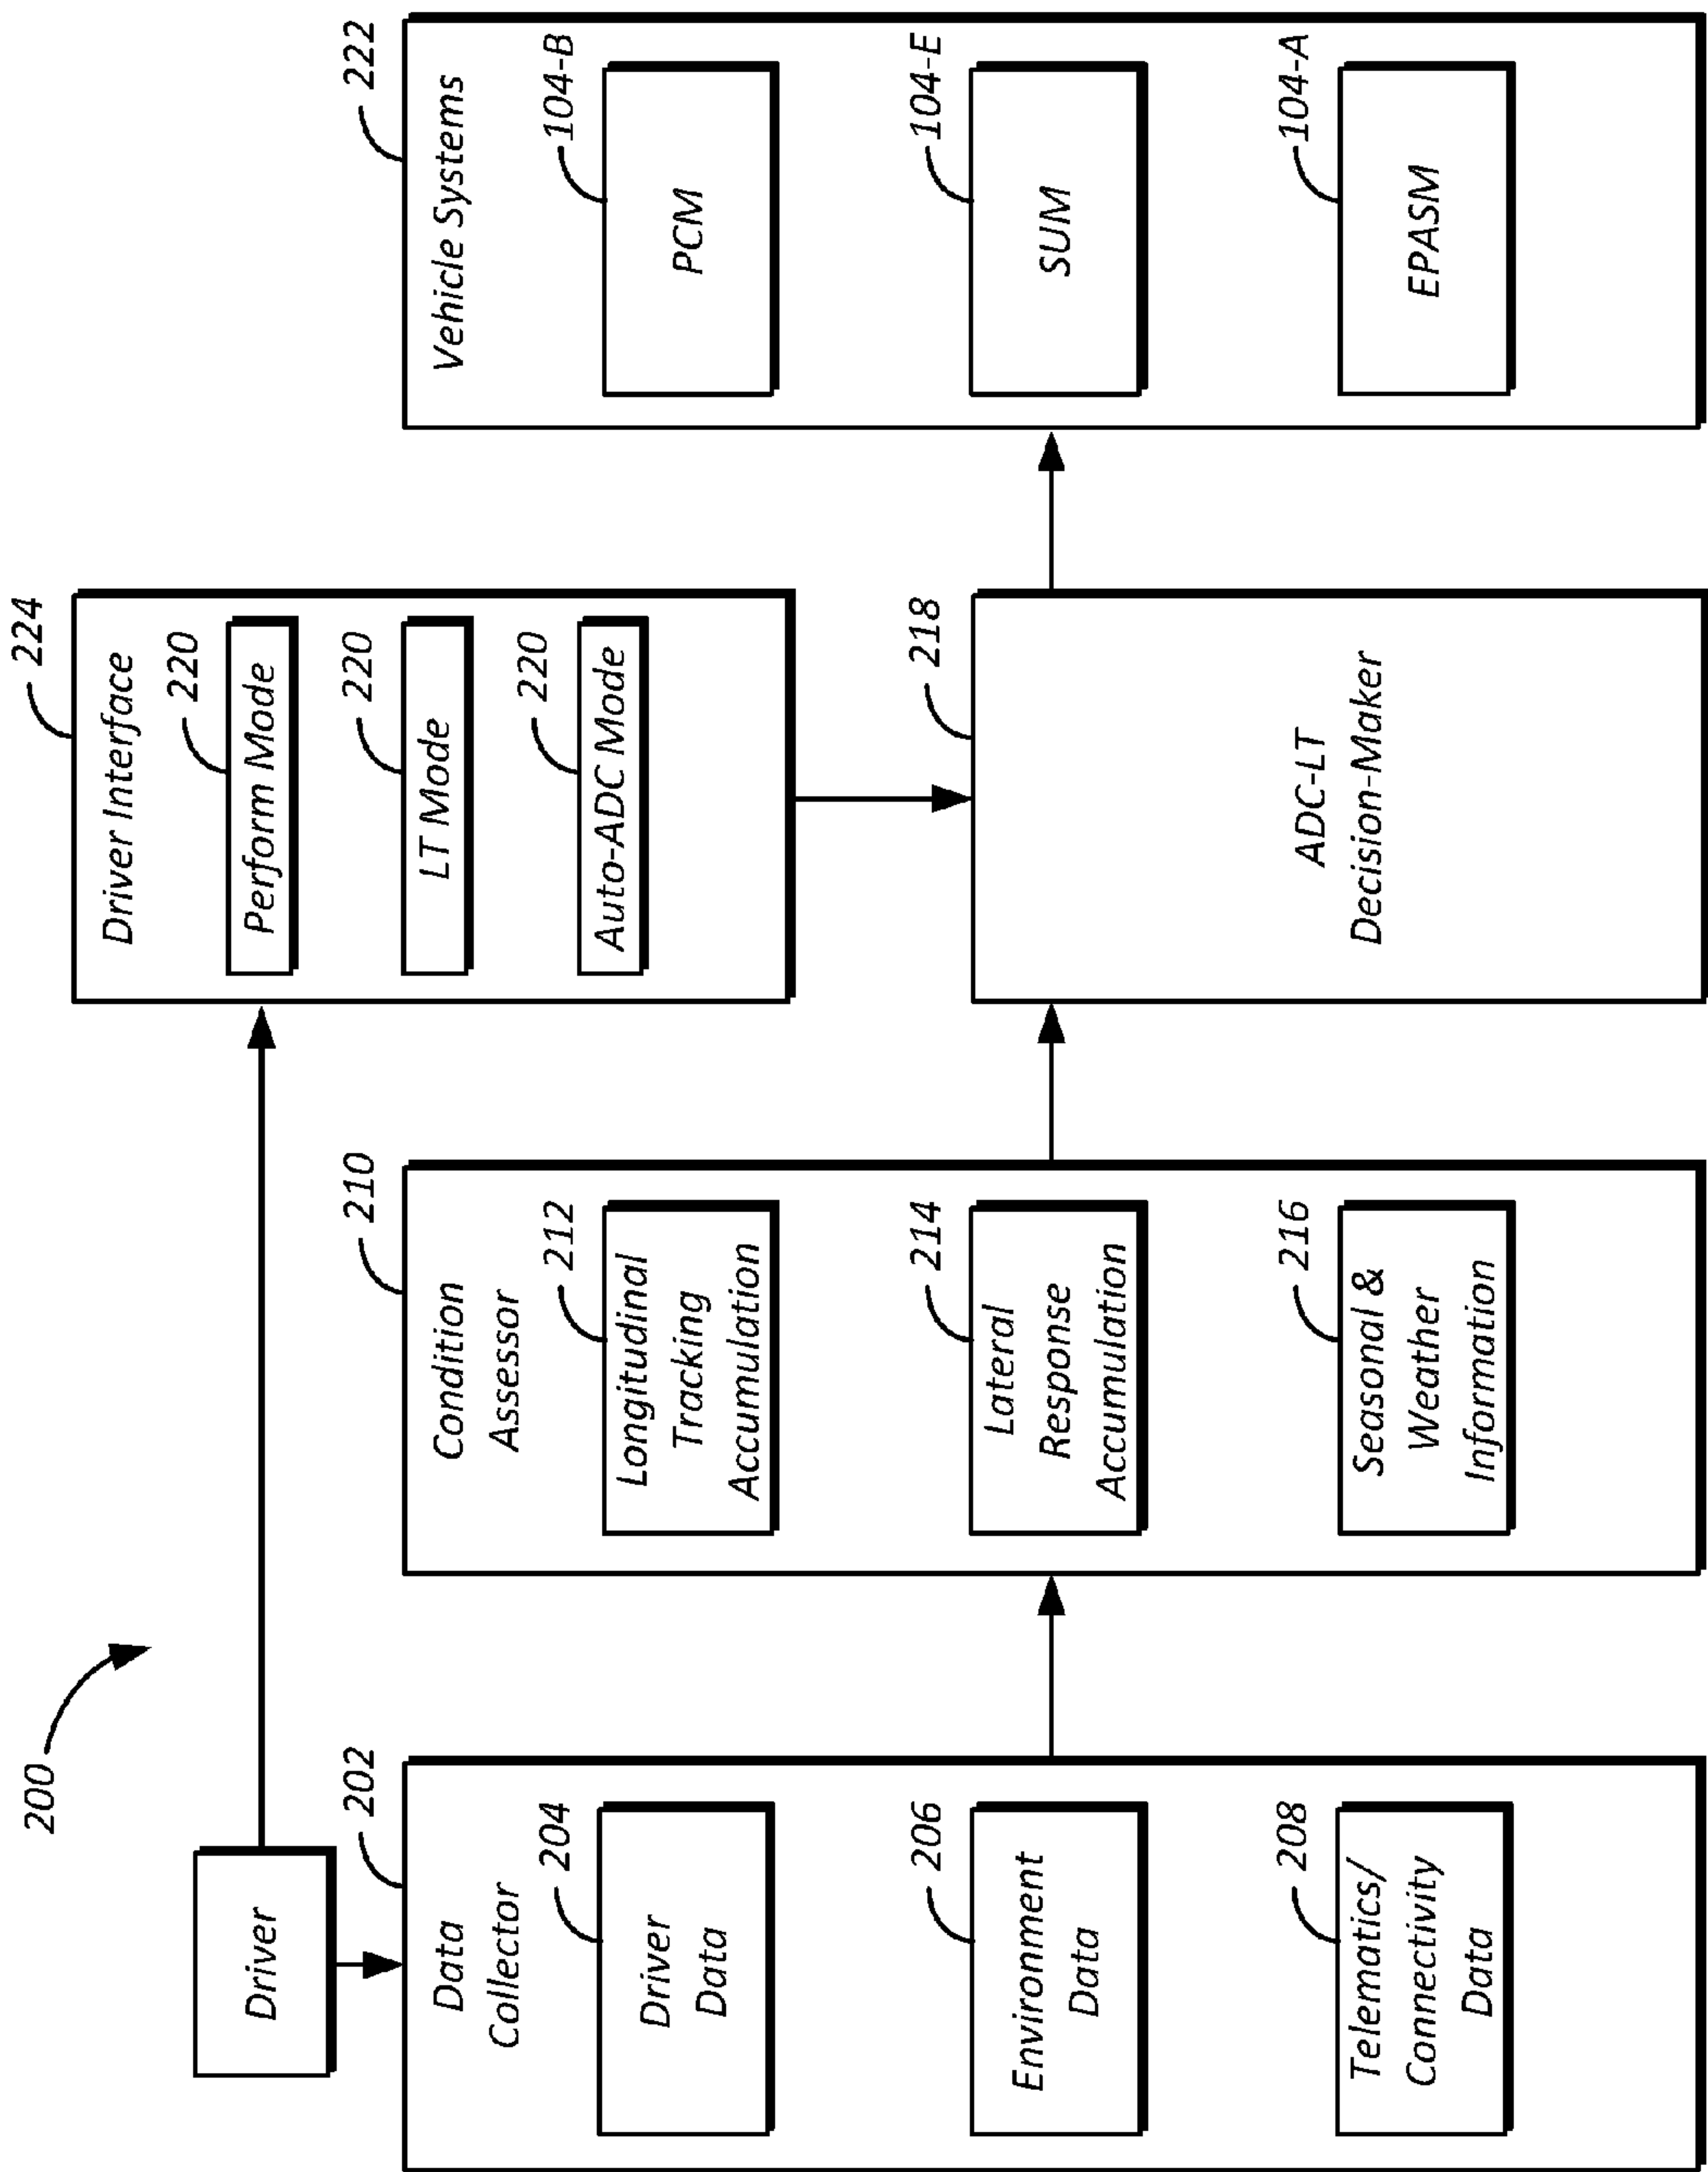 200
Driver
202
Data
Collector
204
Driver
Data
206
Environment
Data
208
Telematics/
Connectivity
Data
210
Condition
Assessor
212
Longitudinal
Tracking
Accumulation
214
Lateral
Response
Accumulation
216
Seasonal &
Weather
Information
224
Driver Interface
220
Perform Mode
220
LT Mode
220
Auto-ADC Mode
218
ADC-LT
Decision-Maker
222
Vehicle Systems
104-B
PCM
104-E
SUM
104-A
EPASM